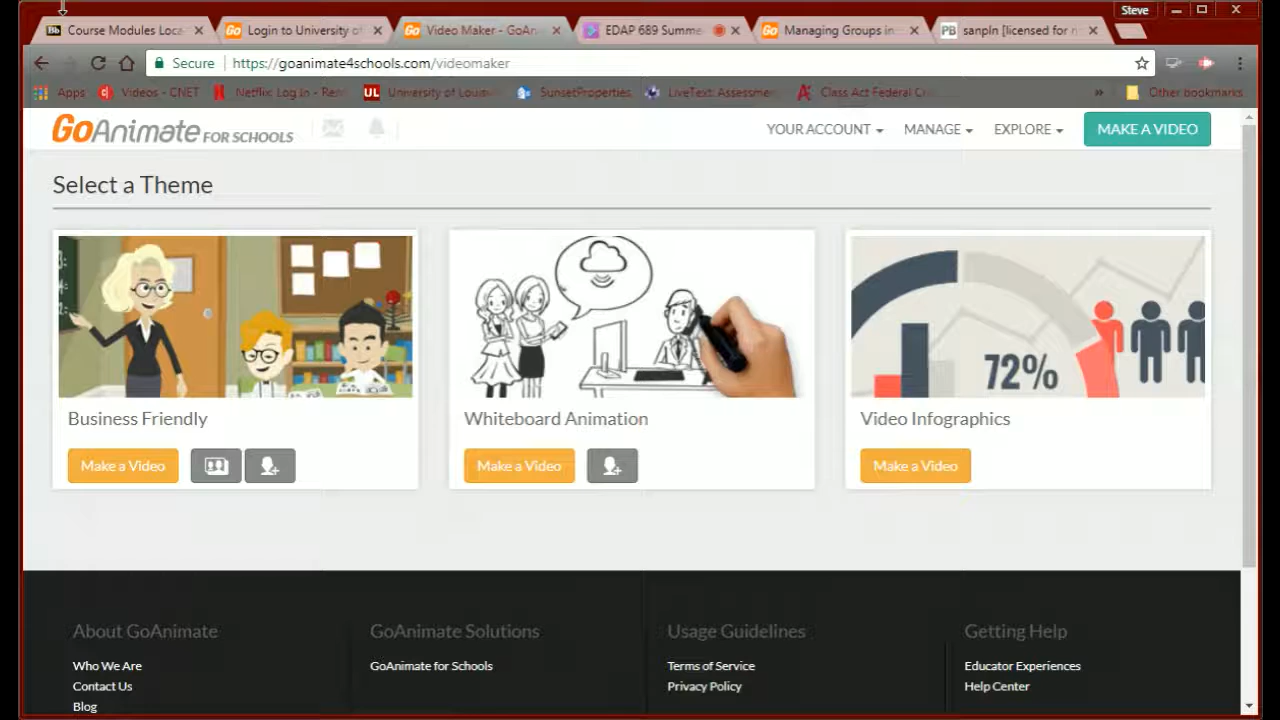 Steve
Course Modules Loca
Login to University of
Video Maker - GoAn
EDAP 689 Summe
Managing Groups in
sanpln [licensed for n
Secure https://goanimate4schools.com/videomaker
Apps Videos - CNET Netflix Log In - Ren UL University of Louisv SunsetProperties LiveText: Assessme Class Act Federal Cr » Other bookmarks
GoAnimate FOR SCHOOLS YOUR ACCOUNT MANAGE EXPLORE MAKE A VIDEO
Select a Theme
72%
Business Friendly
Whiteboard Animation
Video Infographics
Make a Video
Make a Video
Make a Video
About GoAnimate
GoAnimate Solutions
Usage Guidelines
Getting Help
Who We Are
GoAnimate for Schools
Terms of Service
Educator Experiences
Contact Us
Privacy Policy
Help Center
Blog